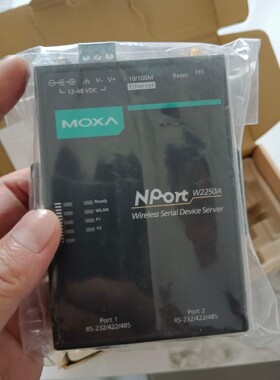 V- V+
12-48 VDC
10/100M
Ethernet
Reset
MOXA
Ready
WLAN
P1
P2
NPort W2250A
Wireless Serial Device Server
Port 1
RS-232/422/485
Port 2
RS-232/422/485